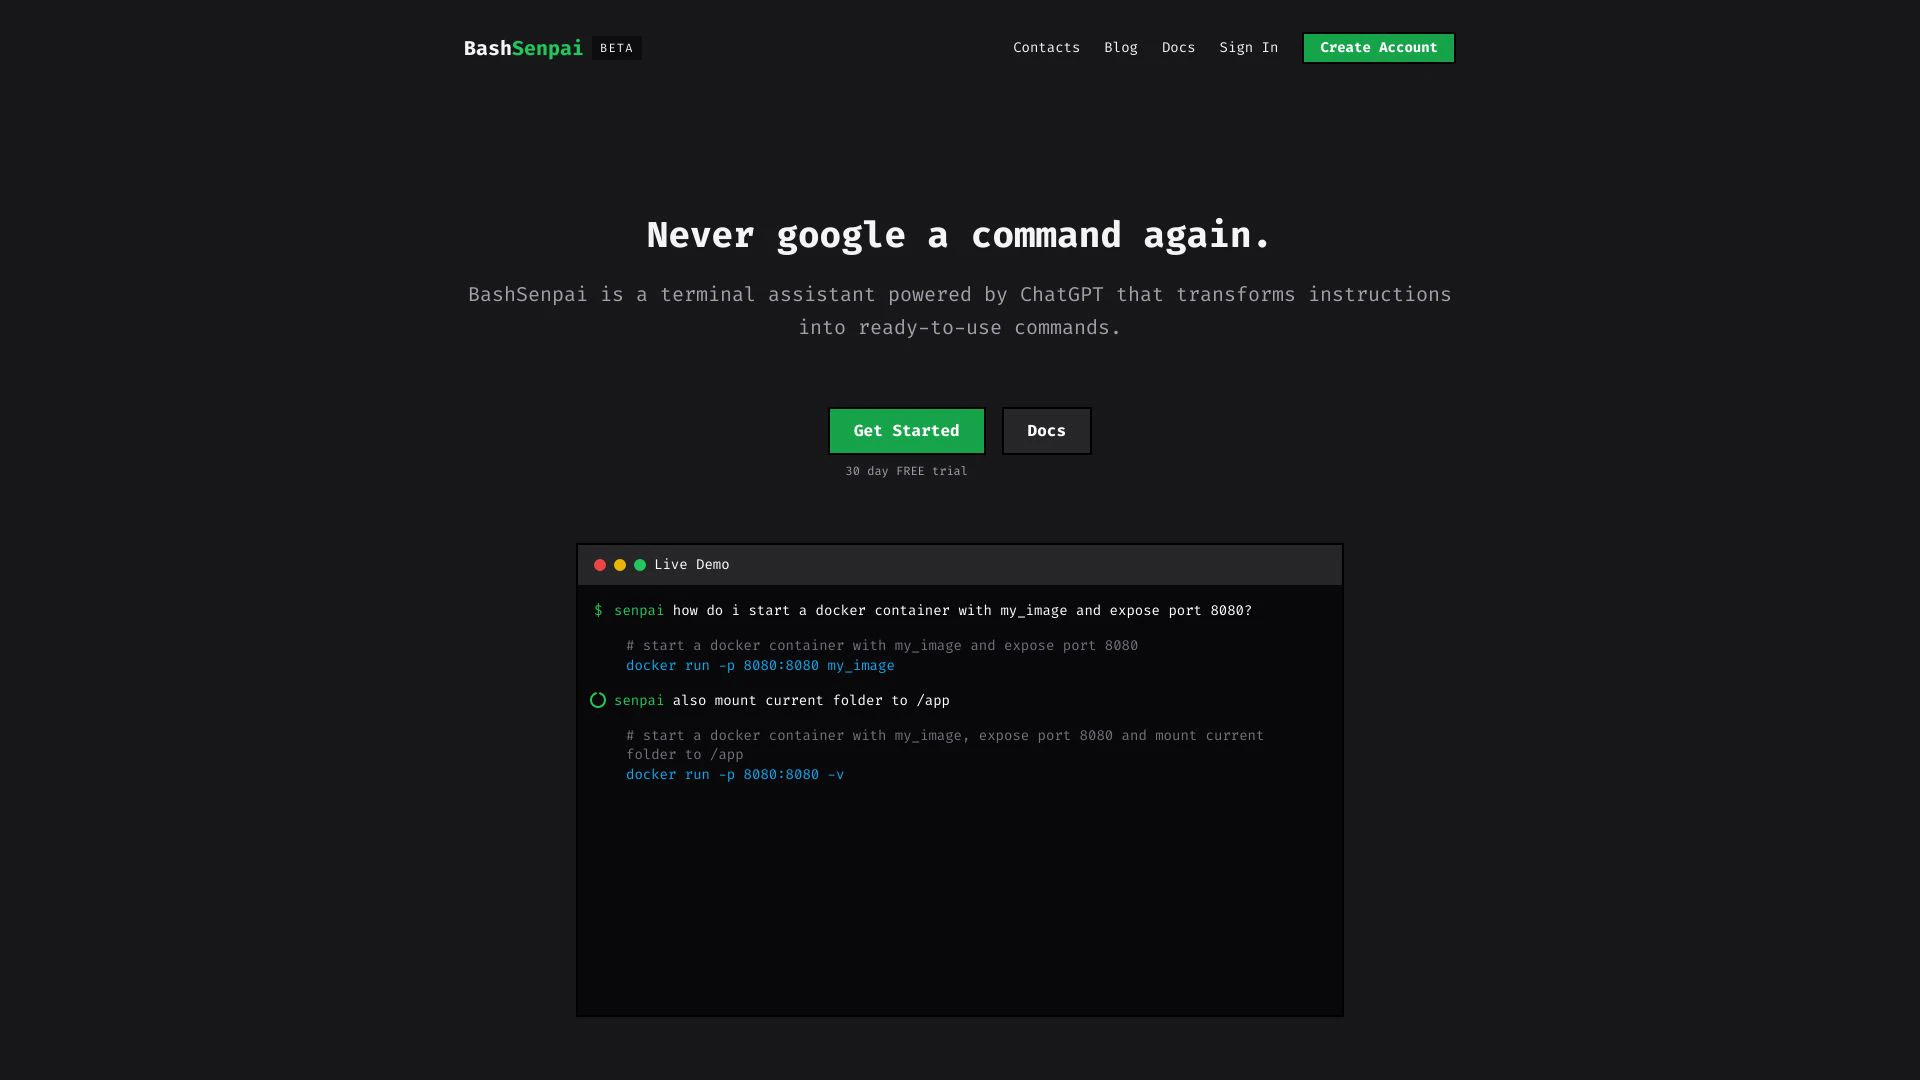 BashSenpai BETA
Contacts Blog Docs Sign In Create Account
Never google a command again.
BashSenpai is a terminal assistant powered by ChatGPT that transforms instructions
into ready-to-use commands.
Get Started Docs
30 day FREE trial
Live Demo
$ senpai how do i start a docker container with my_image and expose port 8080?
# start a docker container with my_image and expose port 8080
docker run -p 8080:8080 my_image
senpai also mount current folder to /app
# start a docker container with my_image, expose port 8080 and mount current
folder to /app
docker run -p 8080:8080 -v